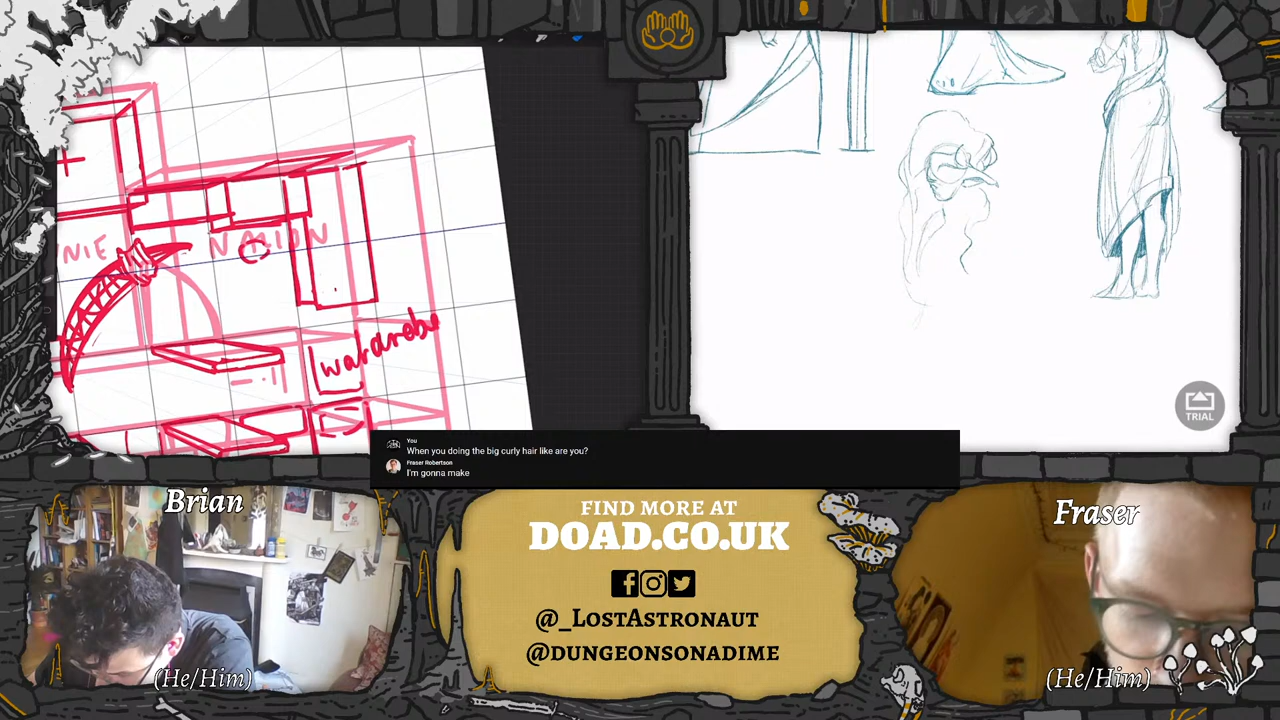 NIE
wardrobe
TRIAL
You
When you doing the big curly hair like are you?
Fraser Robertson
I'm gonna make
Brian
(He/Him)
FIND MORE AT
DOAD.CO.UK
@_LostAstronaut
@dungeonsonadime
Fraser
(He/Him)